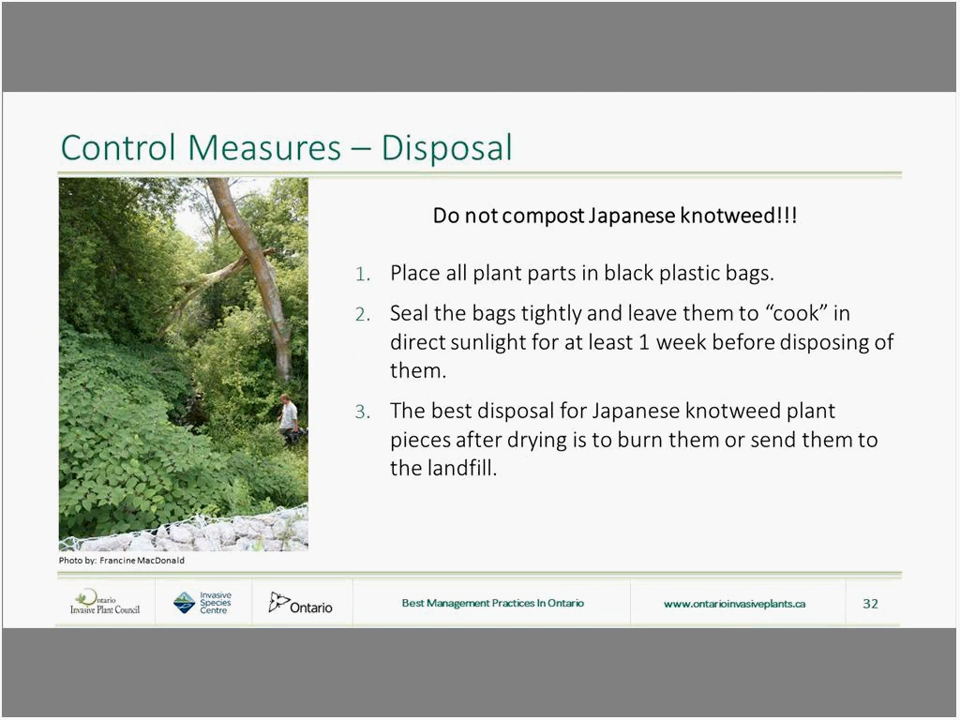 Control Measures – Disposal
Do not compost Japanese knotweed!!!
1. Place all plant parts in black plastic bags.
2. Seal the bags tightly and leave them to “cook” in
direct sunlight for at least 1 week before disposing of
them.
3. The best disposal for Japanese knotweed plant
pieces after drying is to burn them or send them to
the landfill.
Photo by: Francine MacDonald
Ontario
Invasive Plant Council
Invasive
Species
Centre
Ontario
Best Management Practices In Ontario
www.ontarioinvasiveplants.ca
32